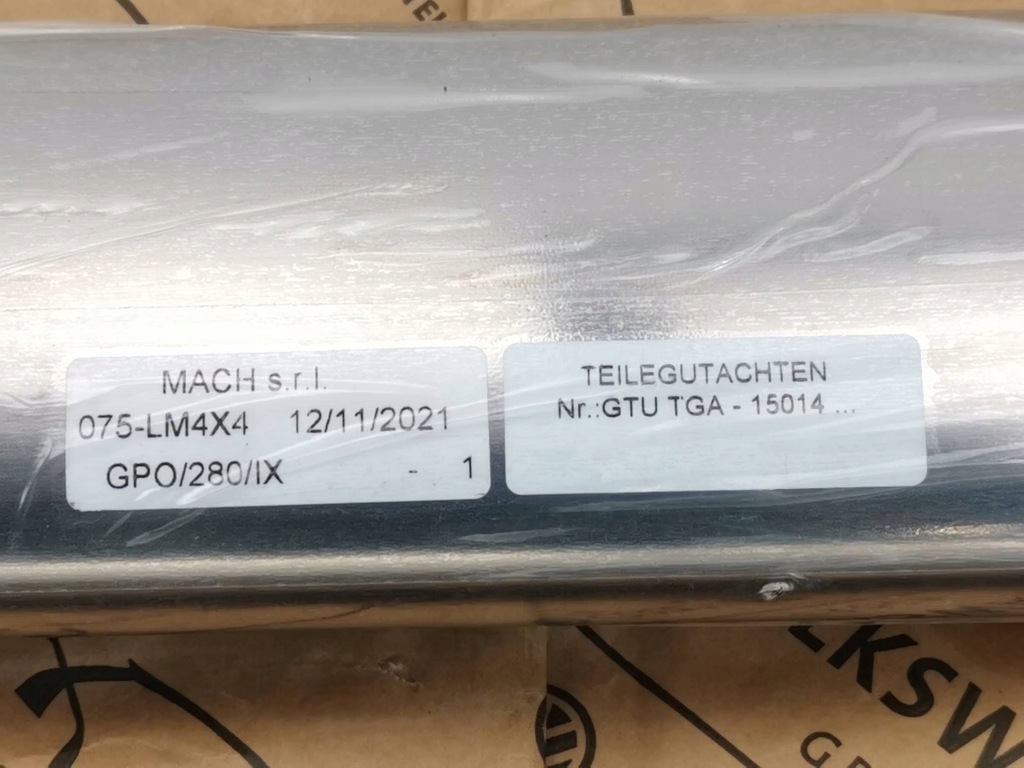 MACH s.r.l.
075-LM4X4 12/11/2021
GPO/280/IX - 1
TEILEGUTACHTEN
Nr.:GTU TGA - 15014 ...